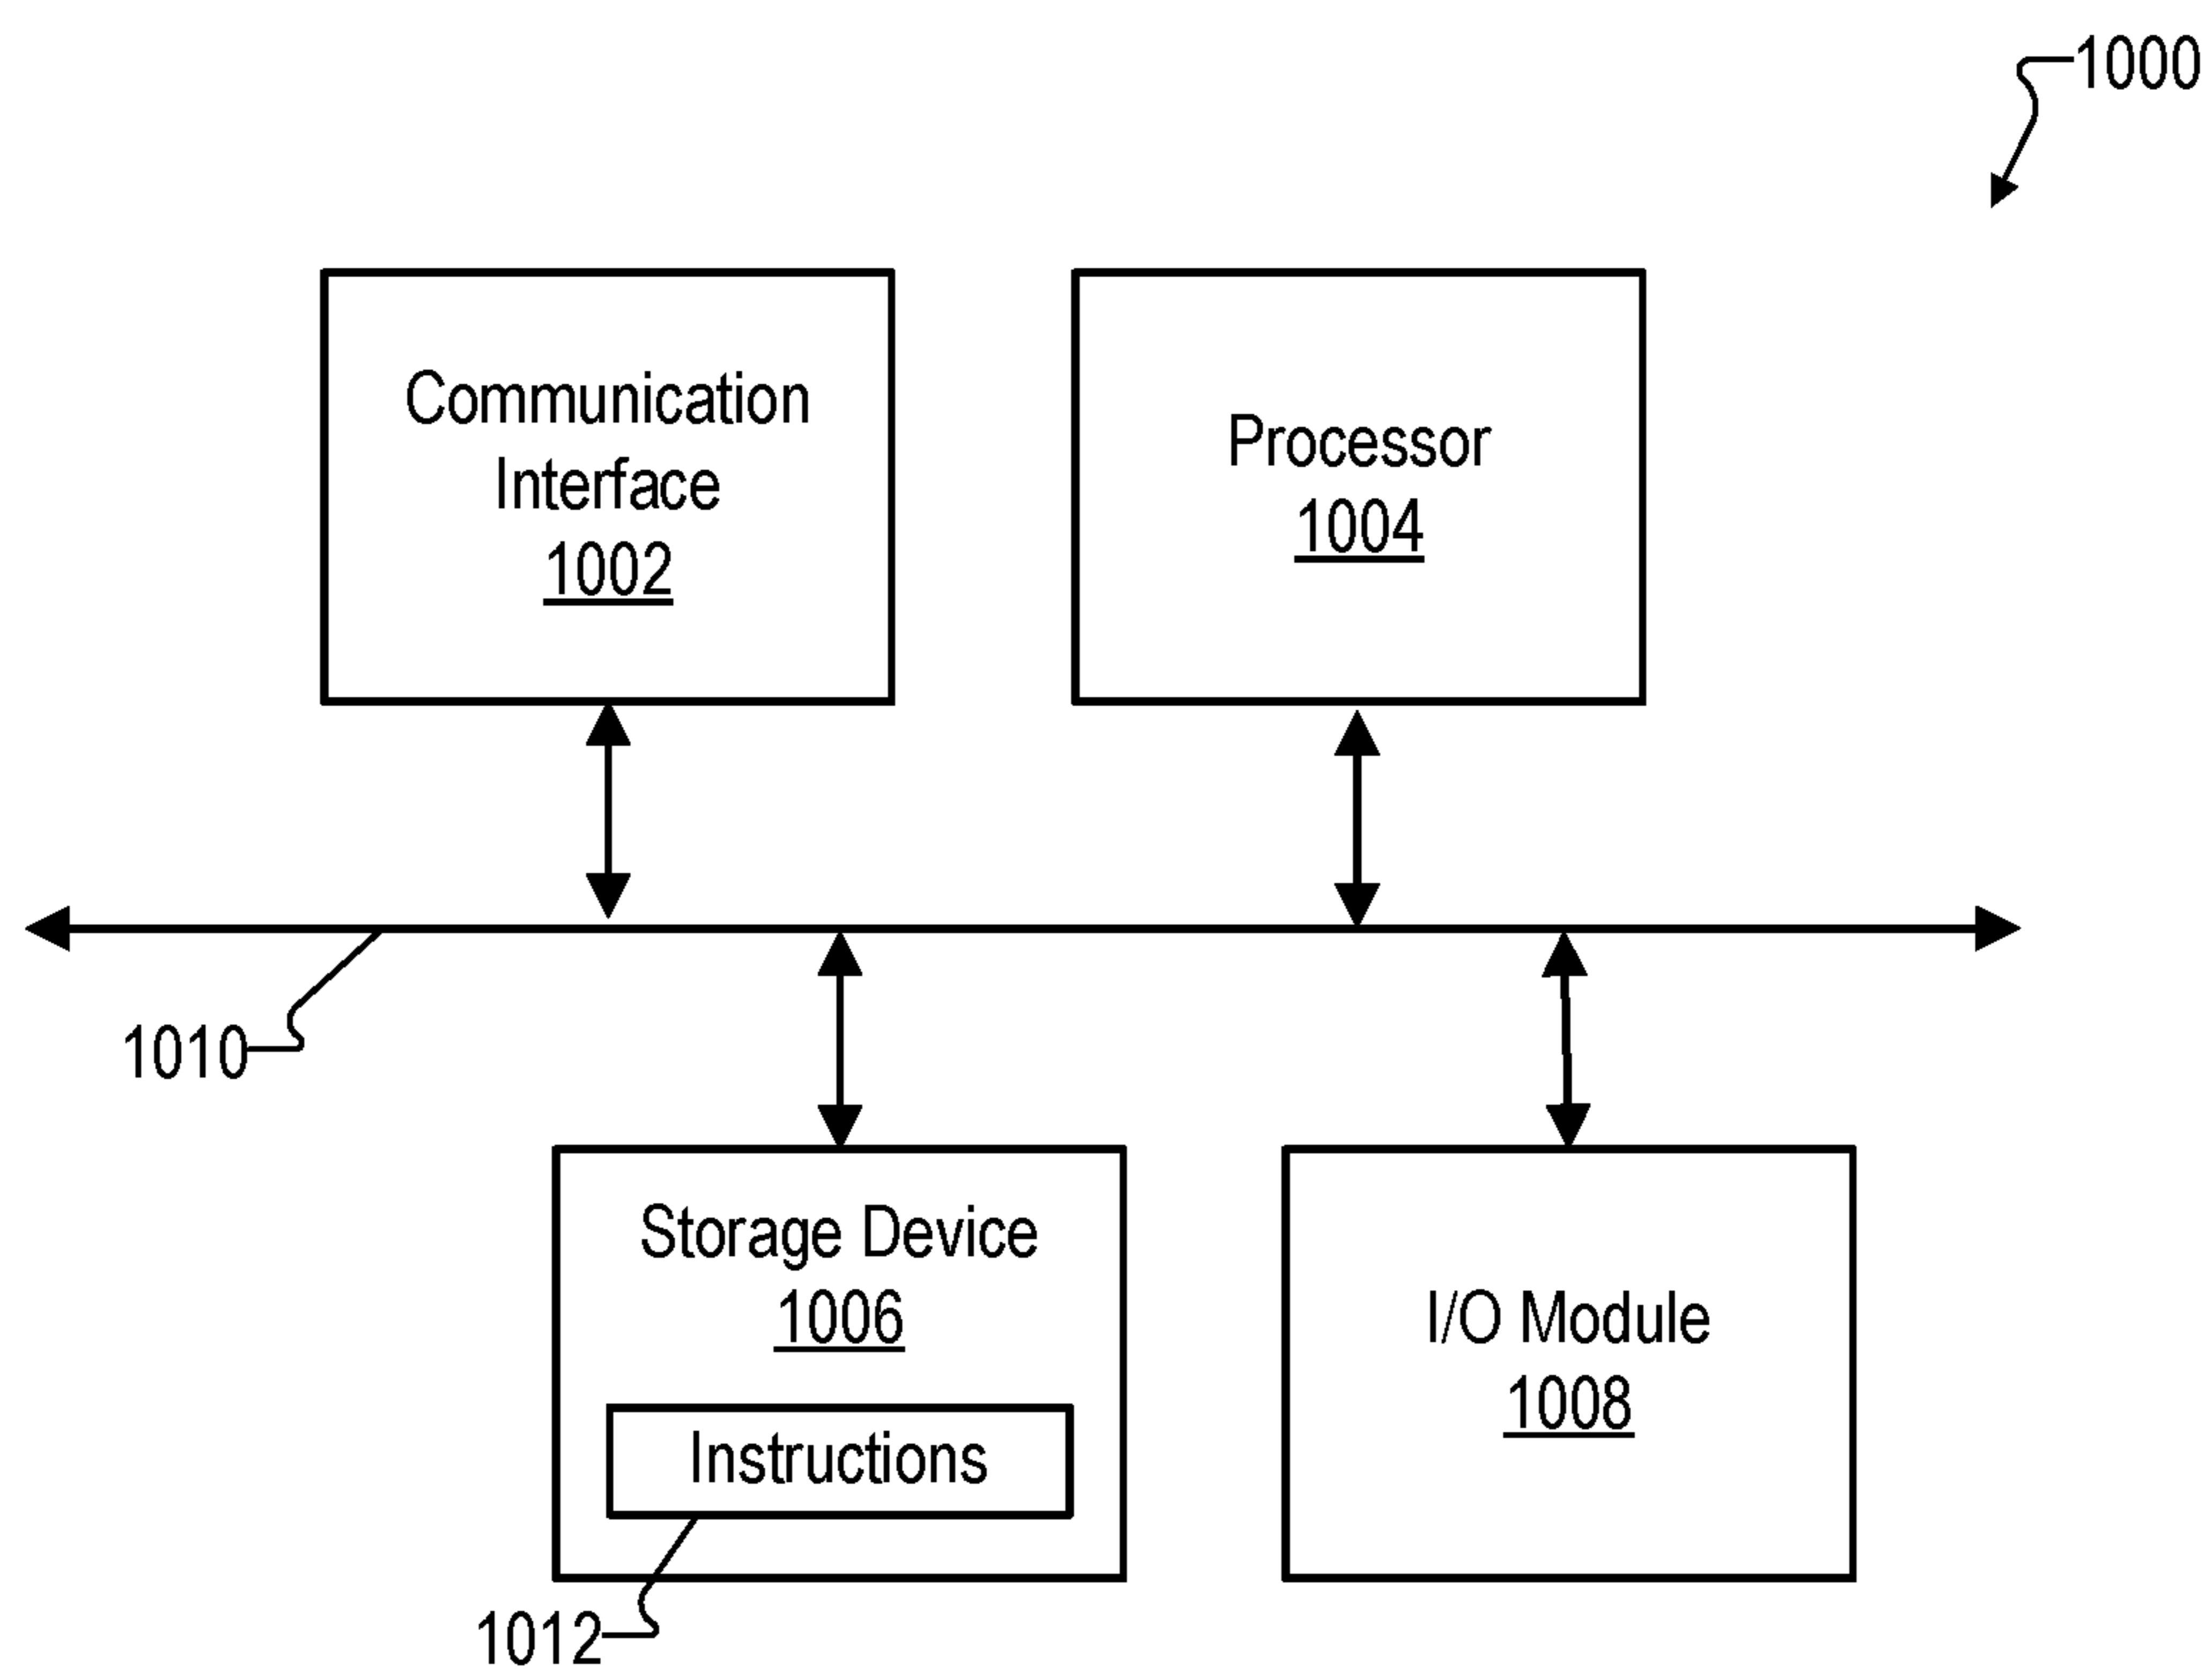 1000
Communication
Interface
1002
Processor
1004
1010
Storage Device
1006
Instructions
1012
I/O Module
1008